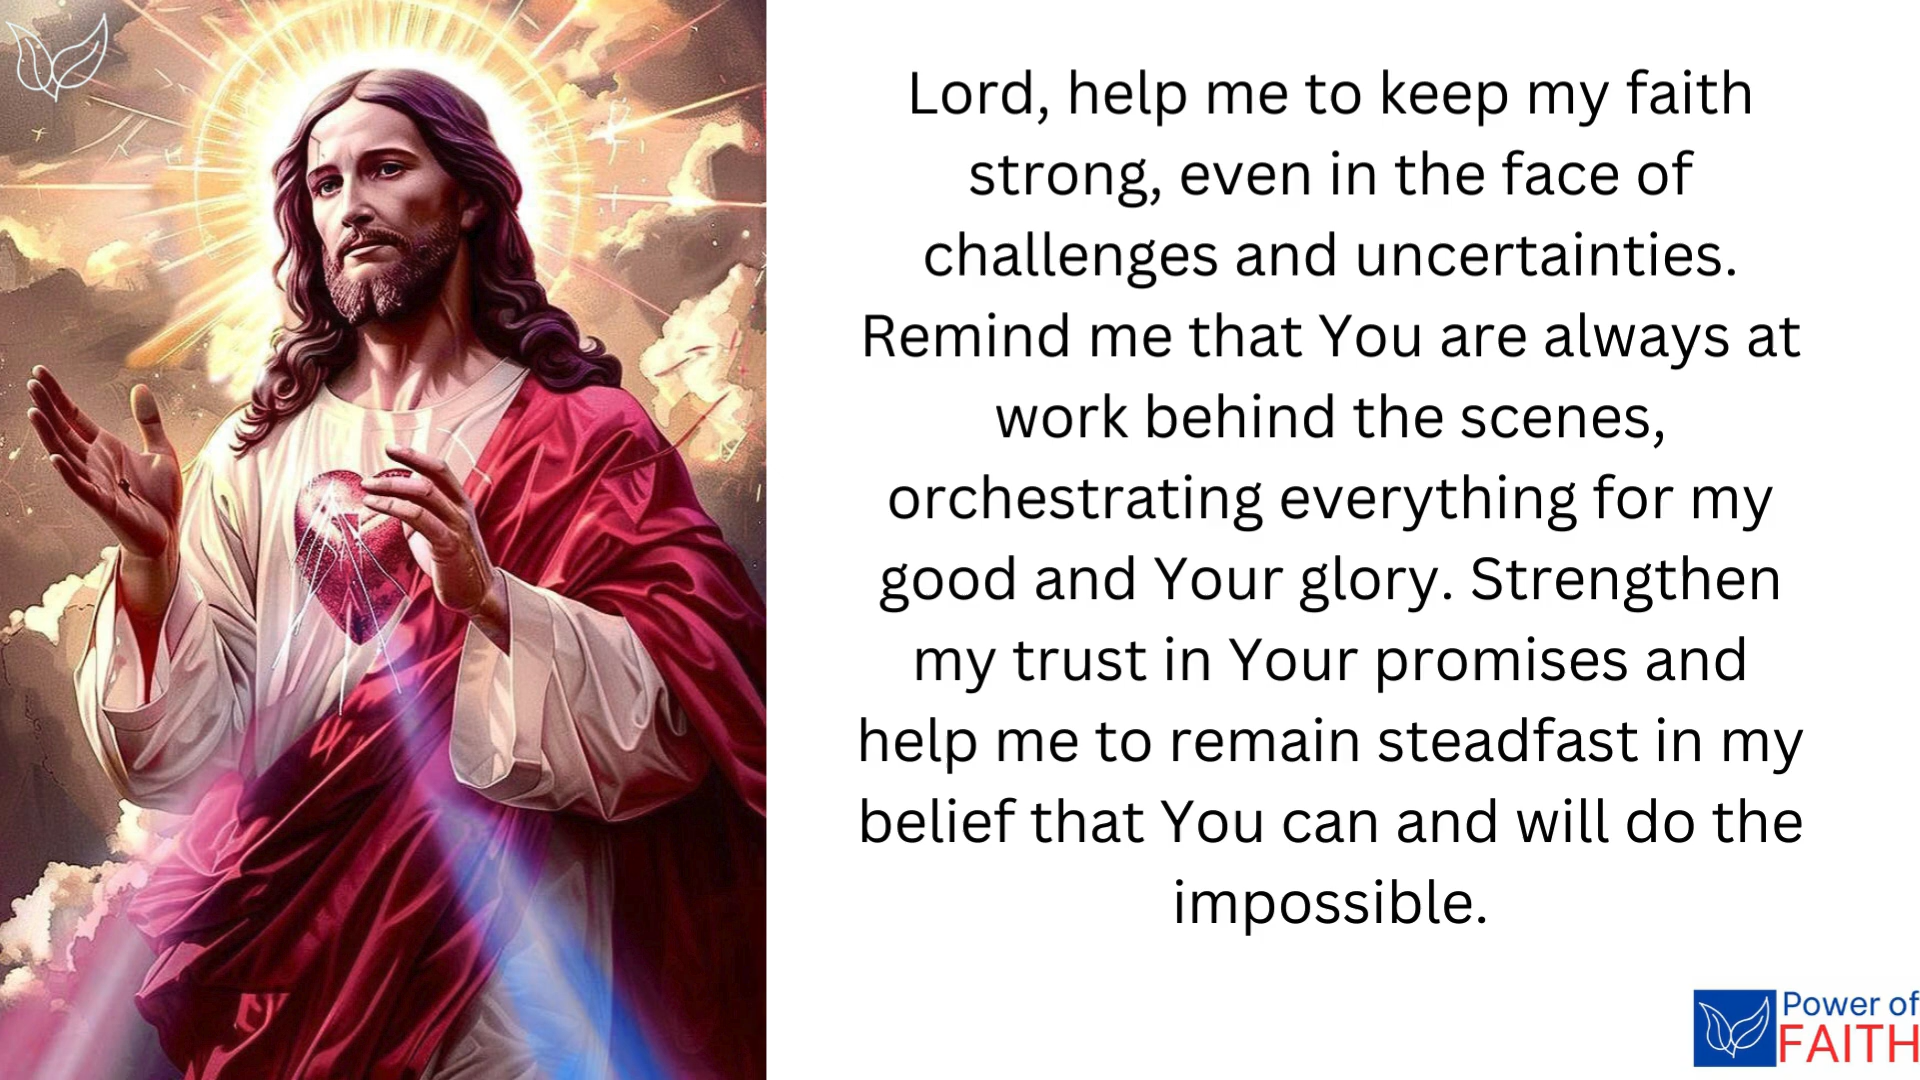 Lord, help me to keep my faith
strong, even in the face of
challenges and uncertainties.
Remind me that You are always at
work behind the scenes,
orchestrating everything for my
good and Your glory. Strengthen
my trust in Your promises and
help me to remain steadfast in my
belief that You can and will do the
impossible.
Power of
FAITH